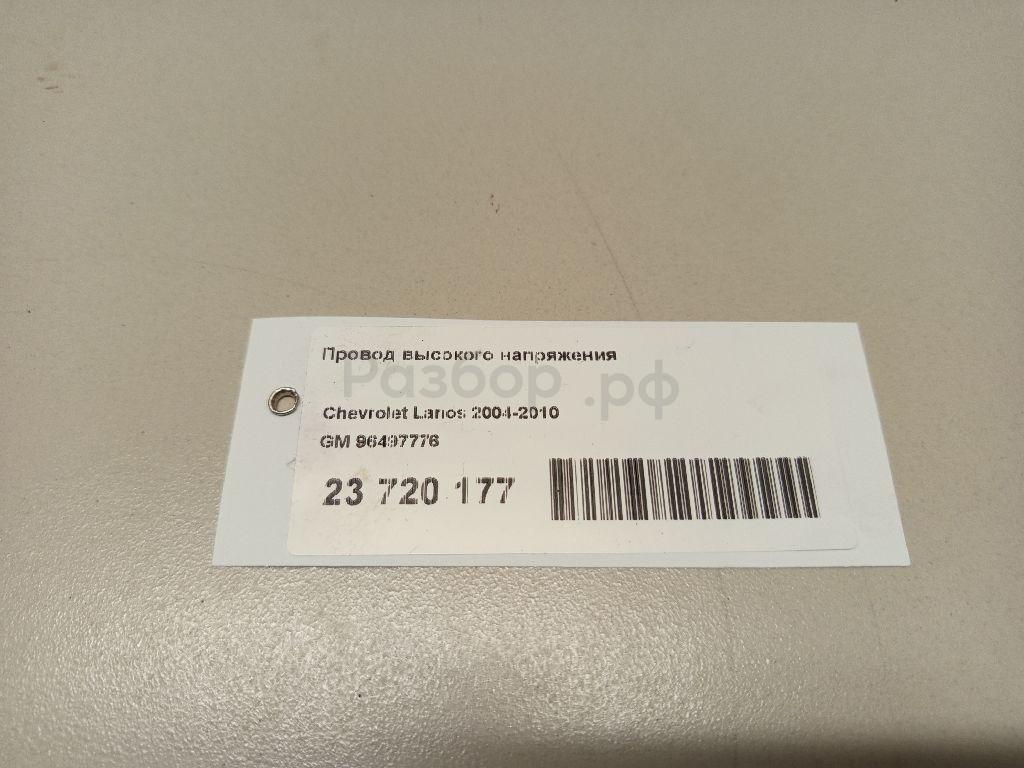 Провод высокого напряжения
Разбор.рф
Chevrolet Lanos 2004-2010
GM 96497776
23 720 177